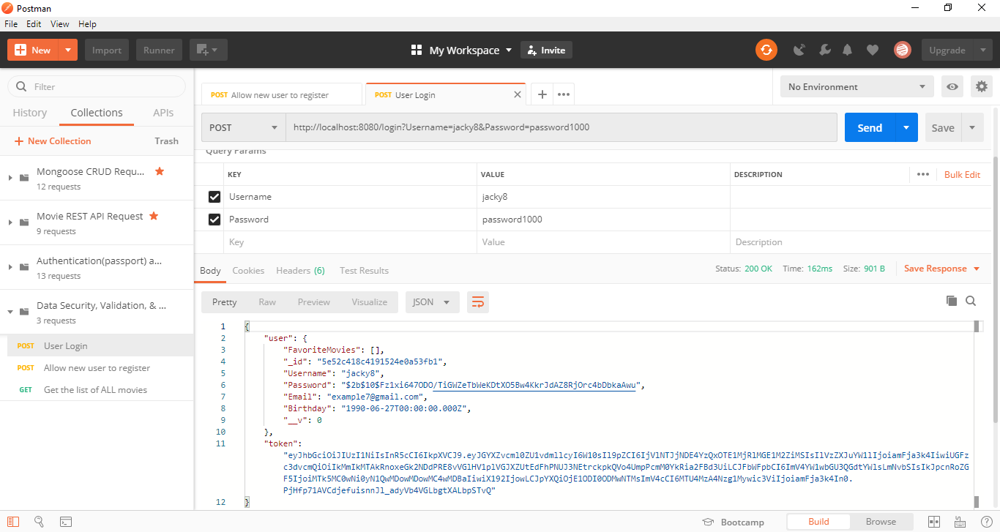 Postman
File Edit View Help
New Import Runner My Workspace Invite Upgrade
Filter
History Collections APIs
New Collection Trash
Mongoose CRUD Requ...
12 requests
Movie REST API Request
9 requests
Authentication(passport) a...
13 requests
Data Security, Validation, & ...
3 requests
POST User Login
POST Allow new user to register
GET Get the list of ALL movies
POST Allow new user to register POST User Login
No Environment
POST http://localhost:8080/login?Username=jacky8&Password=password1000 Send Save
Query Params
KEY VALUE DESCRIPTION Bulk Edit
Username jacky8
Password password1000
Key Value Description
Body Cookies Headers (6) Test Results Status: 200 OK Time: 162ms Size: 901 B Save Response
Pretty Raw Preview Visualize JSON
1 {
2 "user": {
3 "FavoriteMovies": [],
4 "_id": "5e52c418c4191524e0a53fb1",
5 "Username": "jacky8",
6 "Password": "$2b$10$Fz1xi647ODO/TiGWZeTbWeKDtXO5Bw4KkrJdAZ8RjOrc4bDbkaAwu",
7 "Email": "example7@gmail.com",
8 "Birthday": "1990-06-27T00:00:00.000Z",
9 "__v": 0
10 },
11 "token":
"eyJhbGciOiJIUzI1NiIsInR5cCI6IkpXVCJ9.
12 }
Bootcamp Build Browse